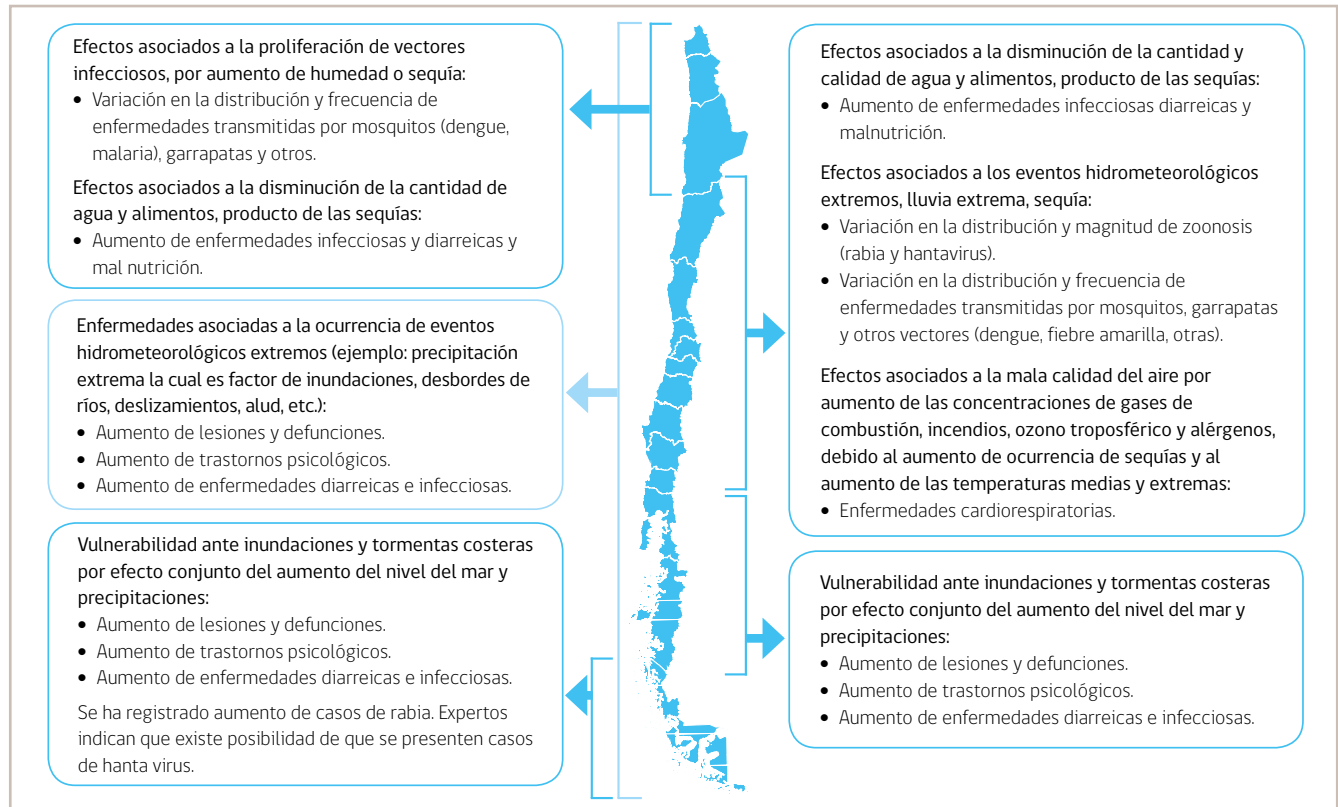 Efectos asociados a la proliferación de vectores
infecciosos, por aumento de humedad o sequía:
• Variación en la distribución y frecuencia de
enfermedades transmitidas por mosquitos (dengue,
malaria), garrapatas y otros.
Efectos asociados a la disminución de la cantidad de
agua y alimentos, producto de las sequías:
• Aumento de enfermedades infecciosas y diarreicas y
mal nutrición.
Enfermedades asociadas a la ocurrencia de eventos
hidrometeorológicos extremos (ejemplo: precipitación
extrema la cual es factor de inundaciones, desbordes de
ríos, deslizamientos, alud, etc.):
• Aumento de lesiones y defunciones.
• Aumento de trastornos psicológicos.
• Aumento de enfermedades diarreicas e infecciosas.
Vulnerabilidad ante inundaciones y tormentas costeras
por efecto conjunto del aumento del nivel del mar y
precipitaciones:
• Aumento de lesiones y defunciones.
• Aumento de trastornos psicológicos.
• Aumento de enfermedades diarreicas e infecciosas.
Se ha registrado aumento de casos de rabia. Expertos
indican que existe posibilidad de que se presenten casos
de hanta virus.
Efectos asociados a la disminución de la cantidad y
calidad de agua y alimentos, producto de las sequías:
• Aumento de enfermedades infecciosas diarreicas y
malnutrición.
Efectos asociados a los eventos hidrometeorológicos
extremos, lluvia extrema, sequía:
• Variación en la distribución y magnitud de zoonosis
(rabia y hantavirus).
• Variación en la distribución y frecuencia de
enfermedades transmitidas por mosquitos, garrapatas
y otros vectores (dengue, fiebre amarilla, otras).
Efectos asociados a la mala calidad del aire por
aumento de las concentraciones de gases de
combustión, incendios, ozono troposférico y alérgenos,
debido al aumento de ocurrencia de sequías y al
aumento de las temperaturas medias y extremas:
• Enfermedades cardiorespiratorias.
Vulnerabilidad ante inundaciones y tormentas costeras
por efecto conjunto del aumento del nivel del mar y
precipitaciones:
• Aumento de lesiones y defunciones.
• Aumento de trastornos psicológicos.
• Aumento de enfermedades diarreicas e infecciosas.